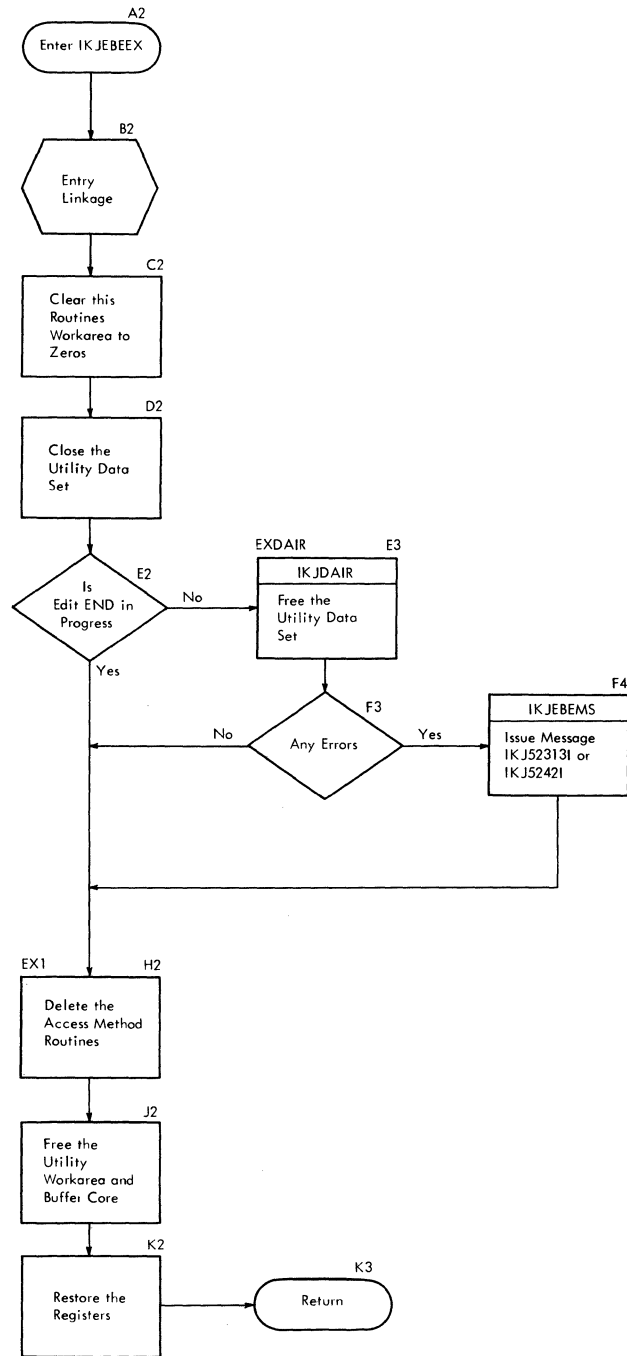 A2
Enter IKJEBEEX
B2
Entry
Linkage
C2
Clear this
Routines
Workarea to
Zeros
D2
Close the
Utility Data
Set
E2
Is
Edit END in
Progress
No
Yes
EXDAIR
E3
IKJDAIR
Free the
Utility Data
Set
F3
Any Errors
No
Yes
F4
IKJEBEMS
Issue Message
IKJ52313I or
IKJ5242I
EX1
H2
Delete the
Access Method
Routines
J2
Free the
Utility
Workarea and
Buffer Core
K2
Restore the
Registers
K3
Return